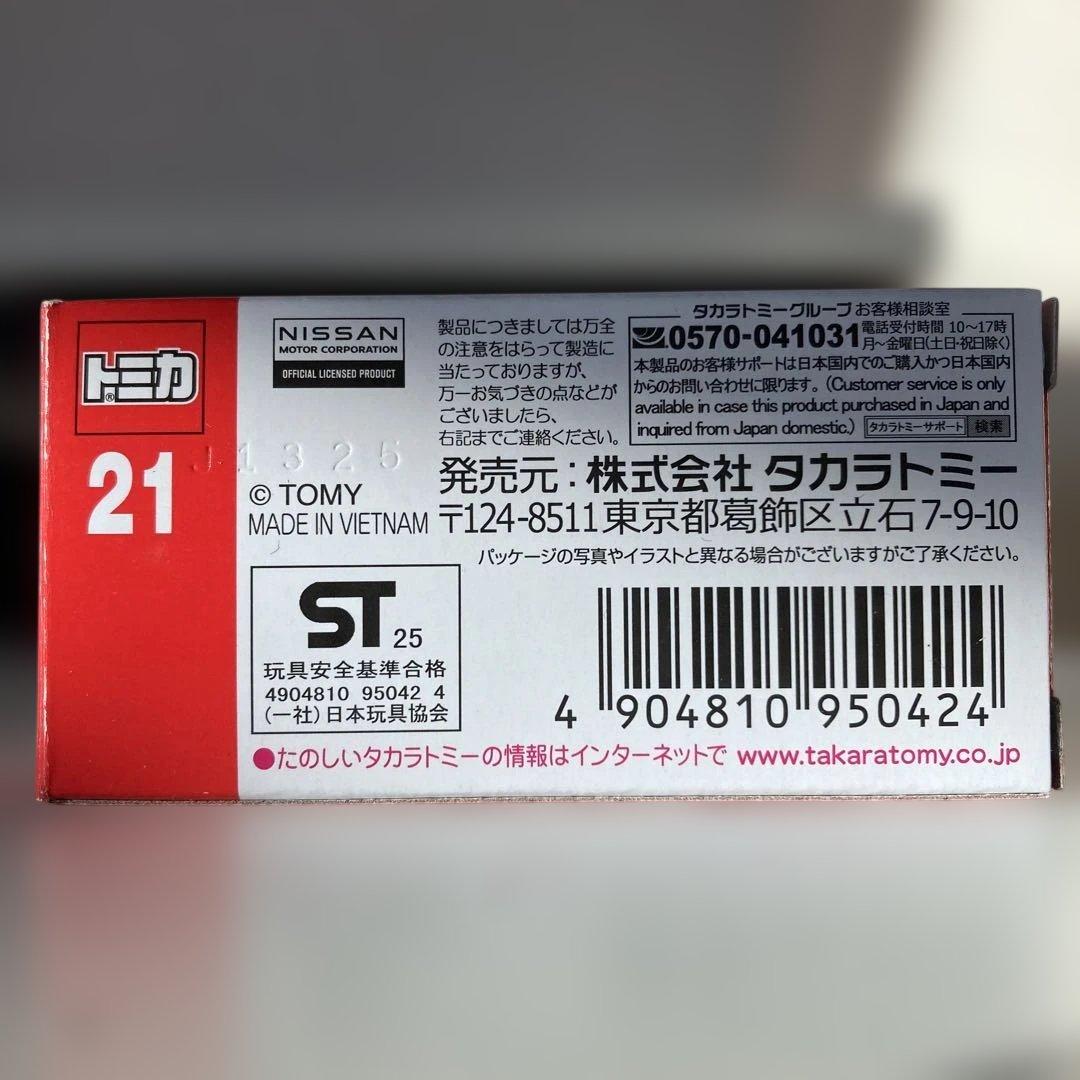 トミカ
®
21
1325
NISSAN
MOTOR CORPORATION
OFFICIAL LICENSED PRODUCT
© TOMY
MADE IN VIETNAM
製品につきましては万全
の注意をはらって製造に
当たっておりますが、
万一お気づきの点などが
ございましたら、
右記までご連絡ください。
タカラトミーグループ お客様相談室
0570-041031
電話受付時間 10〜17時
月〜金曜日(土日・祝日除く)
本製品のお客様サポートは日本国内でのご購入かつ日本国内
からのお問い合わせに限ります。(Customer service is only
available in case this product purchased in Japan and
inquired from Japan domestic.) タカラトミーサポート 検索
発売元:株式会社 タカラトミー
〒124-8511 東京都葛飾区立石 7-9-10
パッケージの写真やイラストと異なる場合がございますがご了承ください。
ST 25
玩具安全基準合格
4904810 95042 4
(一社)日本玩具協会
4 904810 950424
●たのしいタカラトミーの情報はインターネットで www.takaratomy.co.jp